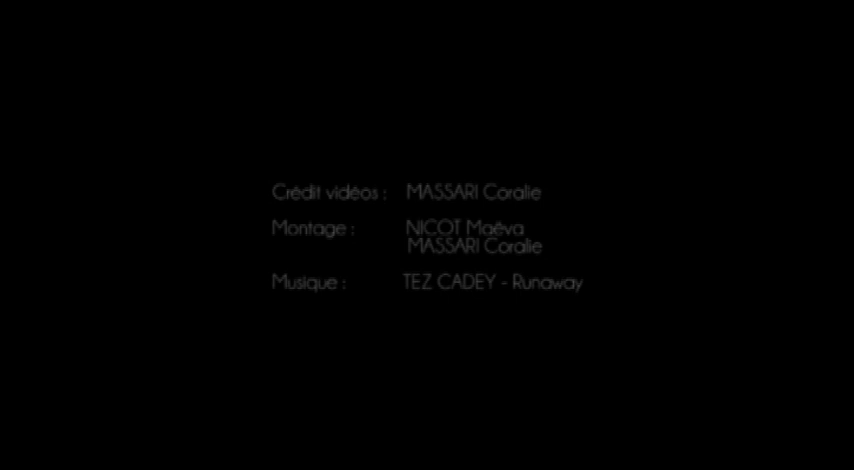 Crédit vidéos : MASSARI Coralie
Montage : NICOT Maëva
MASSARI Coralie
Musique : TEZ CADEY - Runaway